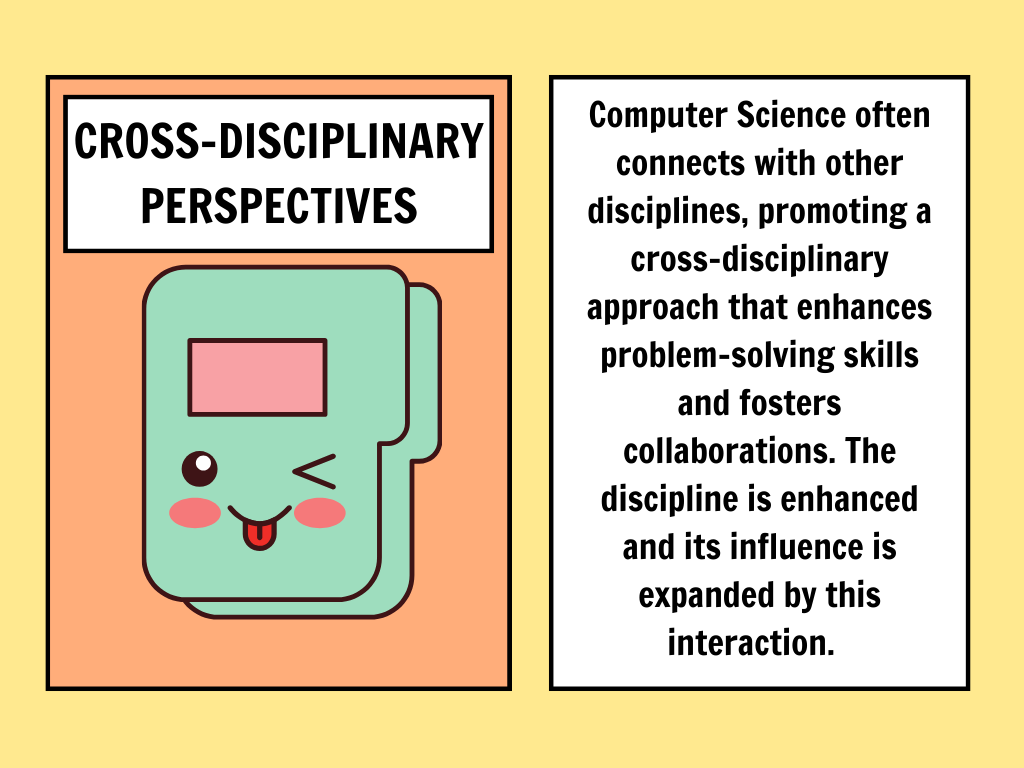 CROSS-DISCIPLINARY
PERSPECTIVES
Computer Science often
connects with other
disciplines, promoting a
cross-disciplinary
approach that enhances
problem-solving skills
and fosters
collaborations. The
discipline is enhanced
and its influence is
expanded by this
interaction.